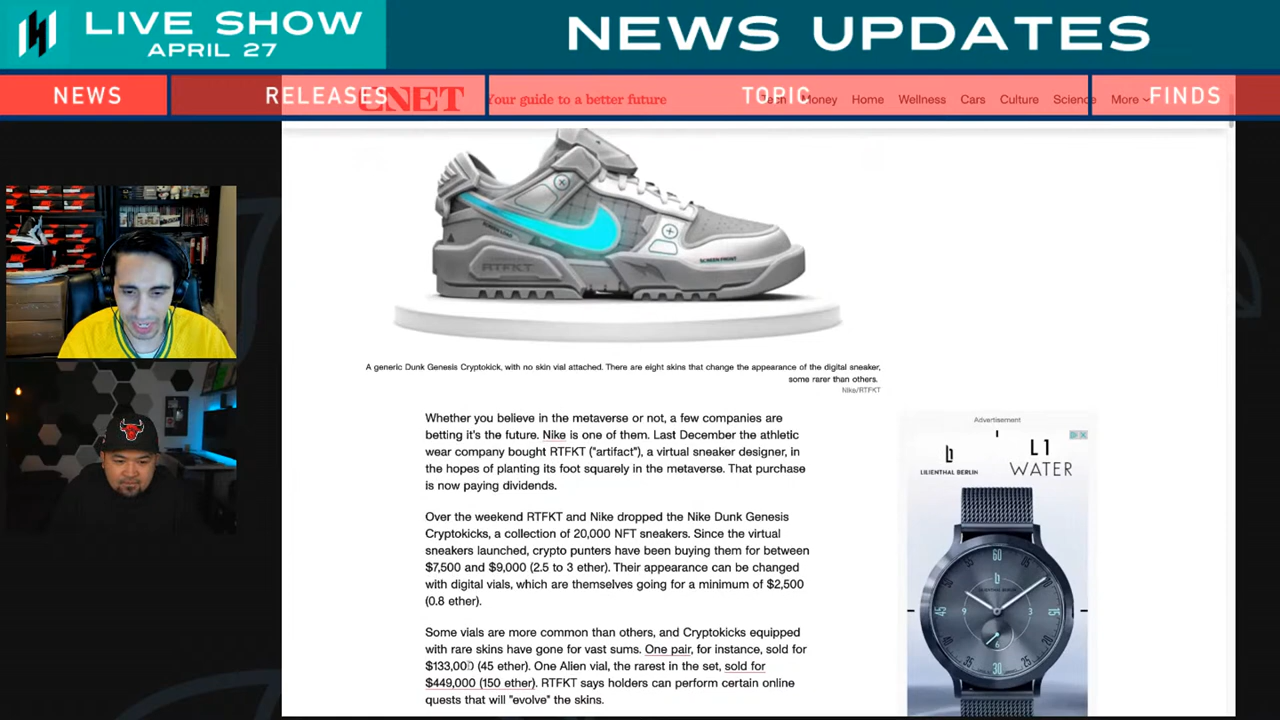 LIVE SHOW
APRIL 27
NEWS UPDATES
NEWS
RELEASES
TOPIC
FINDS
CNET
Your guide to a better future
Tech Money Home Wellness Cars Culture Science More
RTFKT
A generic Dunk Genesis Cryptokick, with no skin vial attached. There are eight skins that change the appearance of the digital sneaker,
some rarer than others.
Nike/RTFKT
Whether you believe in the metaverse or not, a few companies are
betting it's the future. Nike is one of them. Last December the athletic
wear company bought RTFKT ("artifact"), a virtual sneaker designer, in
the hopes of planting its foot squarely in the metaverse. That purchase
is now paying dividends.
Over the weekend RTFKT and Nike dropped the Nike Dunk Genesis
Cryptokicks, a collection of 20,000 NFT sneakers. Since the virtual
sneakers launched, crypto punters have been buying them for between
$7,500 and $9,000 (2.5 to 3 ether). Their appearance can be changed
with digital vials, which are themselves going for a minimum of $2,500
(0.8 ether).
Some vials are more common than others, and Cryptokicks equipped
with rare skins have gone for vast sums. One pair, for instance, sold for
$133,000 (45 ether). One Alien vial, the rarest in the set, sold for
$449,000 (150 ether). RTFKT says holders can perform certain online
quests that will "evolve" the skins.
Advertisement
LILIENTHAL BERLIN
L1
WATER
60
45
9
3
15
6
30